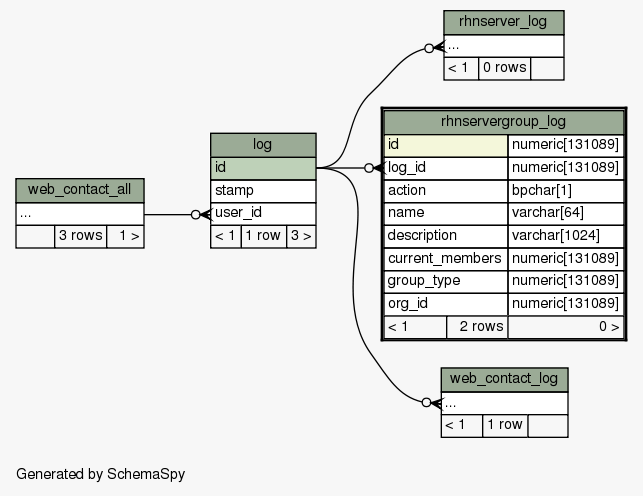 rhnserver_log
...
< 1 0 rows
rhnservergroup_log
id numeric[131089]
log_id numeric[131089]
action bpchar[1]
name varchar[64]
description varchar[1024]
current_members numeric[131089]
group_type numeric[131089]
org_id numeric[131089]
< 1 2 rows 0 >
log
id
stamp
user_id
< 1 1 row 3 >
web_contact_all
...
3 rows 1 >
web_contact_log
...
< 1 1 row
Generated by SchemaSpy